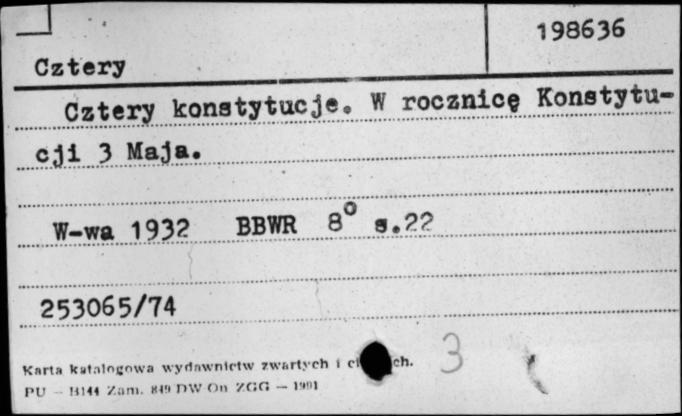 198636
Cztery
Cztery konstytucje. W rocznicę Konstytu-
cji 3 Maja.
W-wa 1932 BBWR 8° s.22
253065/74
Karta katalogowa wydawnictw zwartych i ch.
3
PU – B144 Zam. 849 DW Op ZGG – 1991